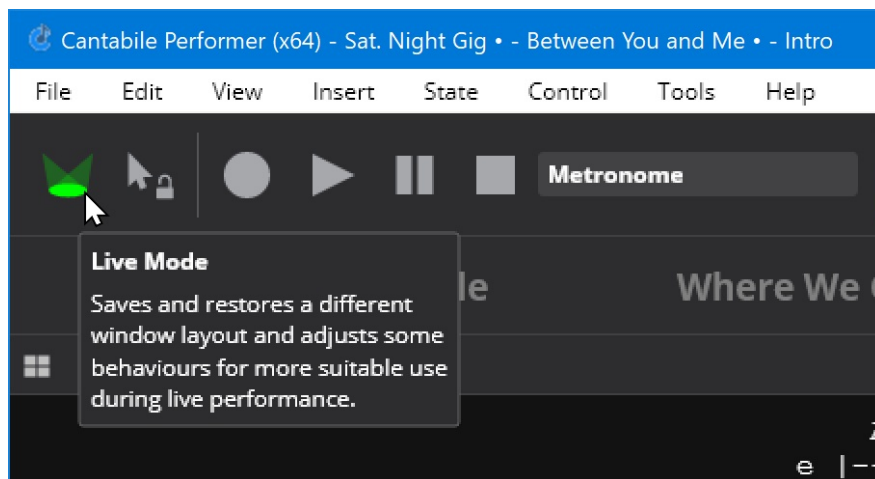 Cantabile Performer (x64) - Sat. Night Gig • - Between You and Me • - Intro
File Edit View Insert State Control Tools Help
Metronome
Live Mode
Saves and restores a different
window layout and adjusts some
behaviours for more suitable use
during live performance.
le
Where We
e |--